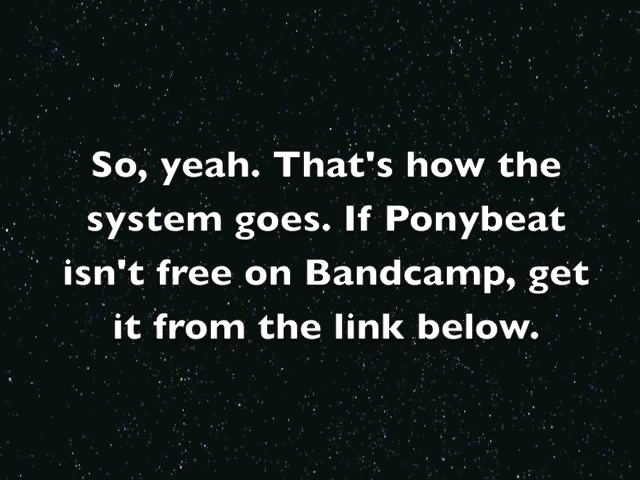 So, yeah. That's how the
system goes. If Ponybeat
isn't free on Bandcamp, get
it from the link below.